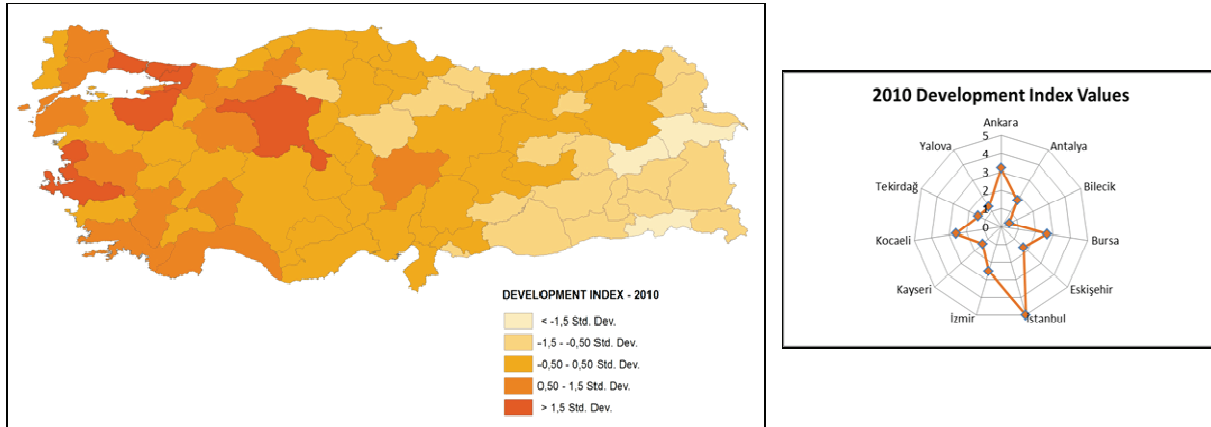 DEVELOPMENT INDEX - 2010
< -1,5 Std. Dev.
-1,5 - -0,50 Std. Dev.
-0,50 - 0,50 Std. Dev.
0,50 - 1,5 Std. Dev.
> 1,5 Std. Dev.
2010 Development Index Values
Ankara
Antalya
Bilecik
Bursa
Eskişehir
İstanbul
İzmir
Kayseri
Kocaeli
Tekirdağ
Yalova
5
4
3
2
1
0